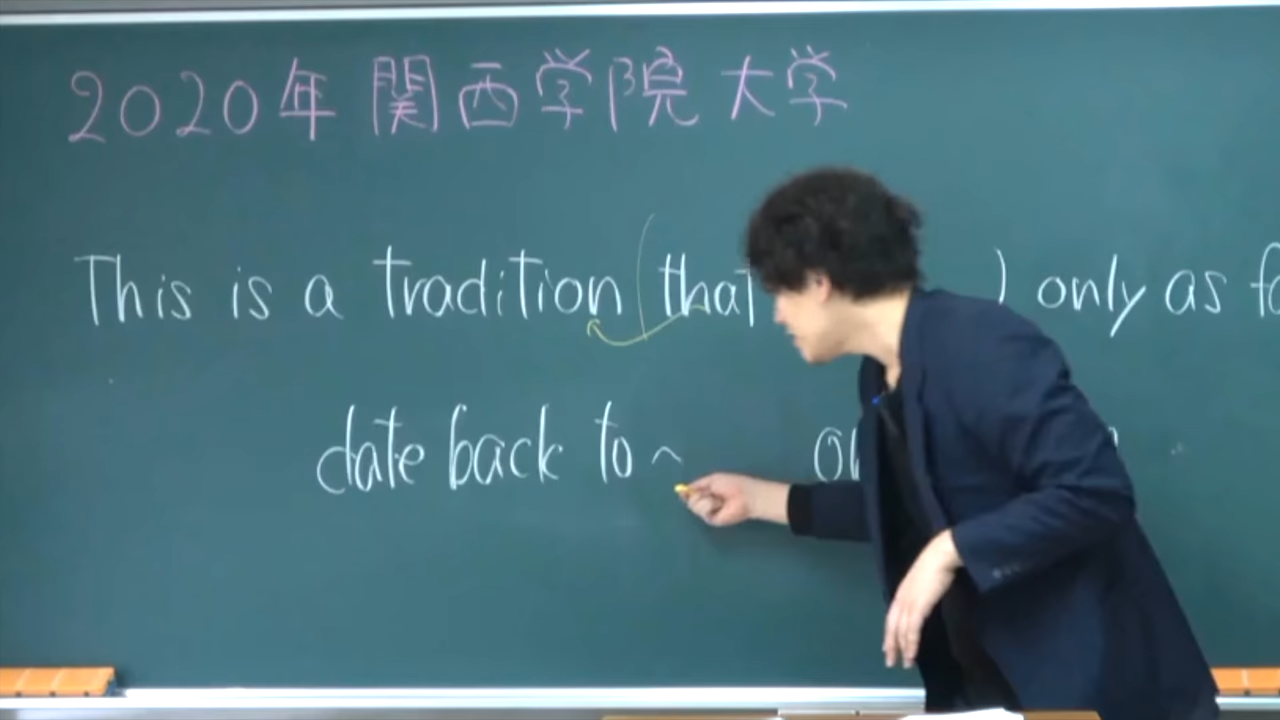 2020年 関西学院大学
This is a tradition that ) only as
date back to ~